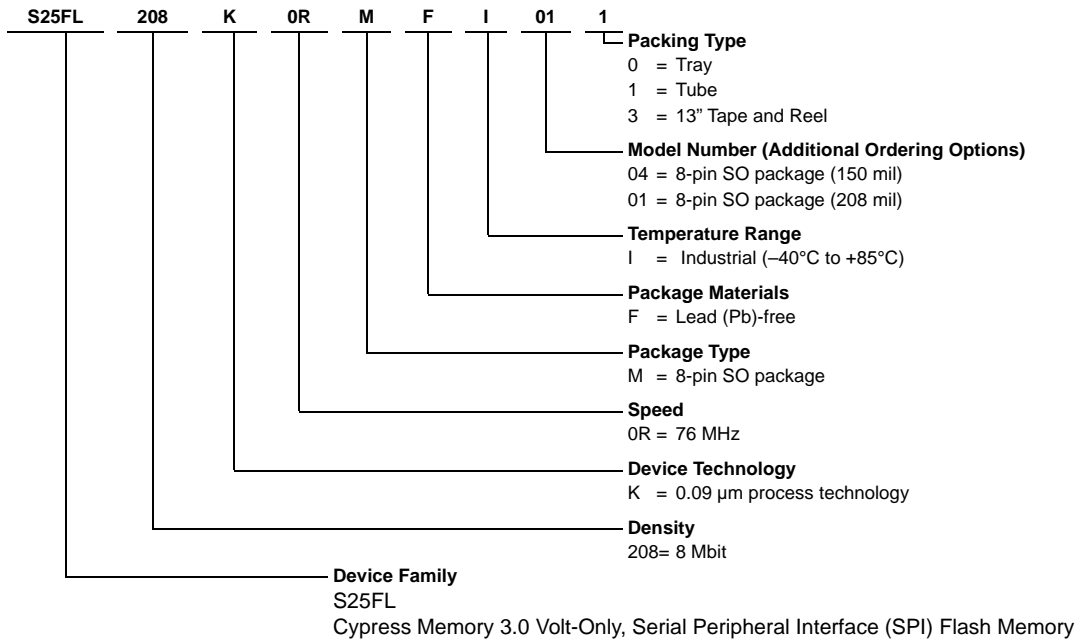 S25FL 208 K 0R M F I 01 1
Packing Type
0 = Tray
1 = Tube
3 = 13” Tape and Reel
Model Number (Additional Ordering Options)
04 = 8-pin SO package (150 mil)
01 = 8-pin SO package (208 mil)
Temperature Range
I = Industrial (–40°C to +85°C)
Package Materials
F = Lead (Pb)-free
Package Type
M = 8-pin SO package
Speed
0R = 76 MHz
Device Technology
K = 0.09 µm process technology
Density
208= 8 Mbit
Device Family
S25FL
Cypress Memory 3.0 Volt-Only, Serial Peripheral Interface (SPI) Flash Memory